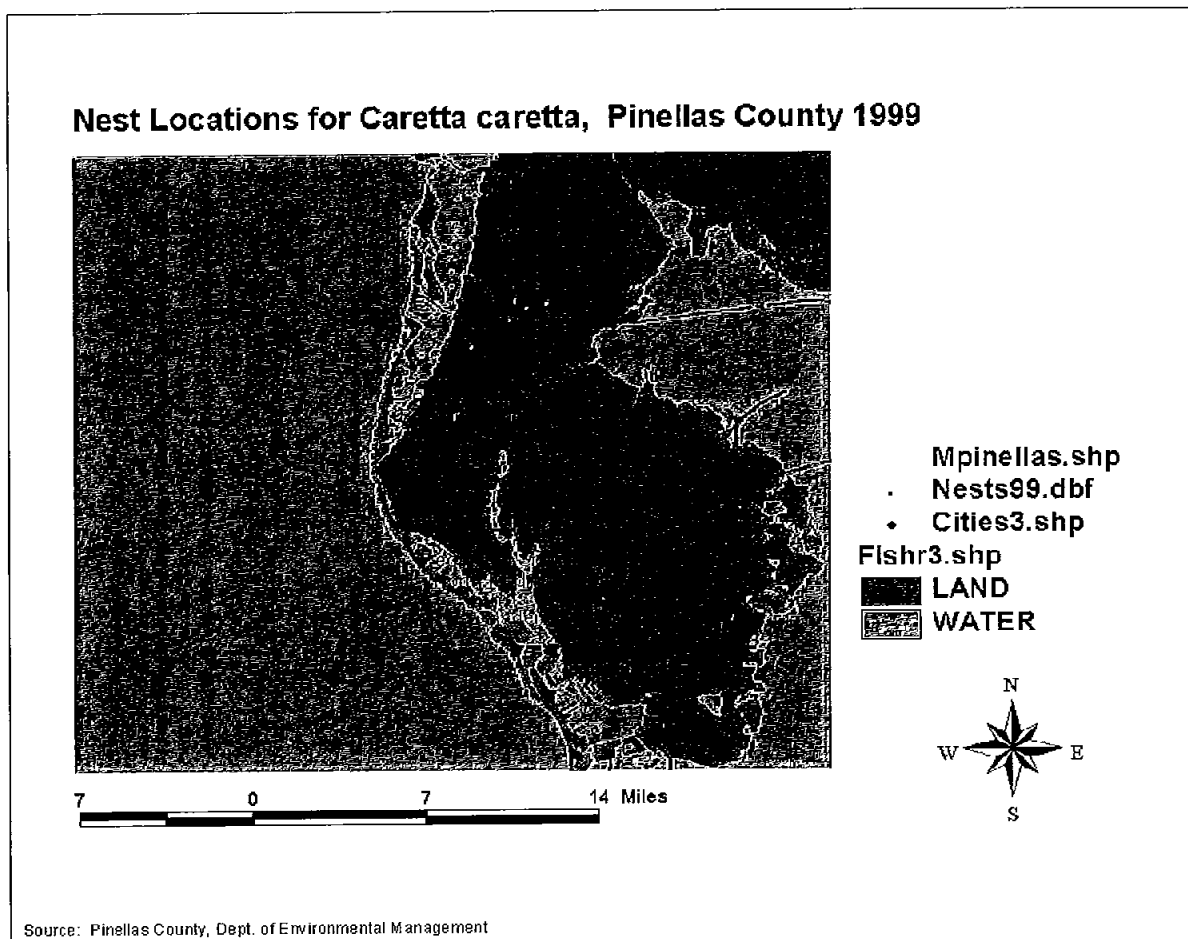 Nest Locations for Caretta caretta, Pinellas County 1999
Mpinellas.shp
Nests99.dbf
Cities3.shp
Fishr3.shp
LAND
WATER
N
W E
S
7 0 7 14 Miles
Source: Pinellas County, Dept. of Environmental Management